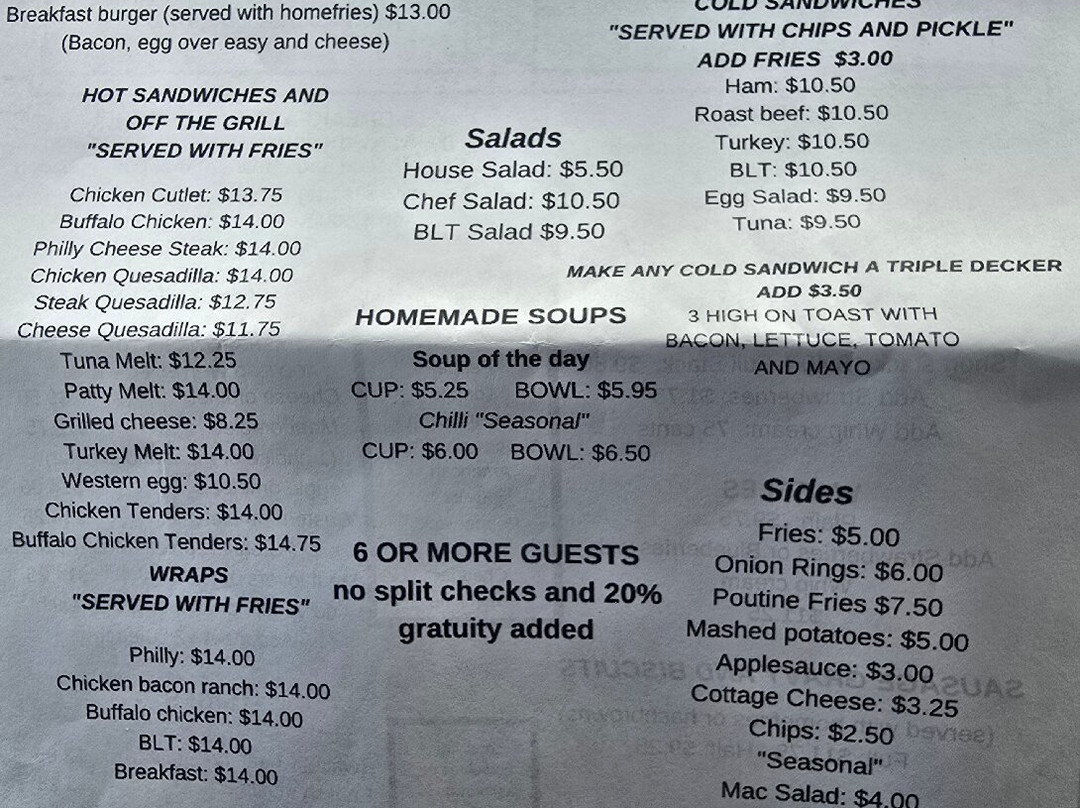 Breakfast burger (served with homefries) $13.00
(Bacon, egg over easy and cheese)
HOT SANDWICHES AND
OFF THE GRILL
"SERVED WITH FRIES"
Chicken Cutlet: $13.75
Buffalo Chicken: $14.00
Philly Cheese Steak: $14.00
Chicken Quesadilla: $14.00
Steak Quesadilla: $12.75
Cheese Quesadilla: $11.75
Tuna Melt: $12.25
Patty Melt: $14.00
Grilled cheese: $8.25
Turkey Melt: $14.00
Western egg: $10.50
Chicken Tenders: $14.00
Buffalo Chicken Tenders: $14.75
WRAPS
"SERVED WITH FRIES"
Philly: $14.00
Chicken bacon ranch: $14.00
Buffalo chicken: $14.00
BLT: $14.00
Breakfast: $14.00
Salads
House Salad: $5.50
Chef Salad: $10.50
BLT Salad $9.50
HOMEMADE SOUPS
Soup of the day
CUP: $5.25 BOWL: $5.95
Chilli "Seasonal"
CUP: $6.00 BOWL: $6.50
6 OR MORE GUESTS
no split checks and 20%
gratuity added
COLD SANDWICHES
"SERVED WITH CHIPS AND PICKLE"
ADD FRIES $3.00
Ham: $10.50
Roast beef: $10.50
Turkey: $10.50
BLT: $10.50
Egg Salad: $9.50
Tuna: $9.50
MAKE ANY COLD SANDWICH A TRIPLE DECKER
ADD $3.50
3 HIGH ON TOAST WITH
BACON, LETTUCE, TOMATO
AND MAYO
Sides
Fries: $5.00
Onion Rings: $6.00
Poutine Fries $7.50
Mashed potatoes: $5.00
Applesauce: $3.00
Cottage Cheese: $3.25
Chips: $2.50
"Seasonal"
Mac Salad: $4.00